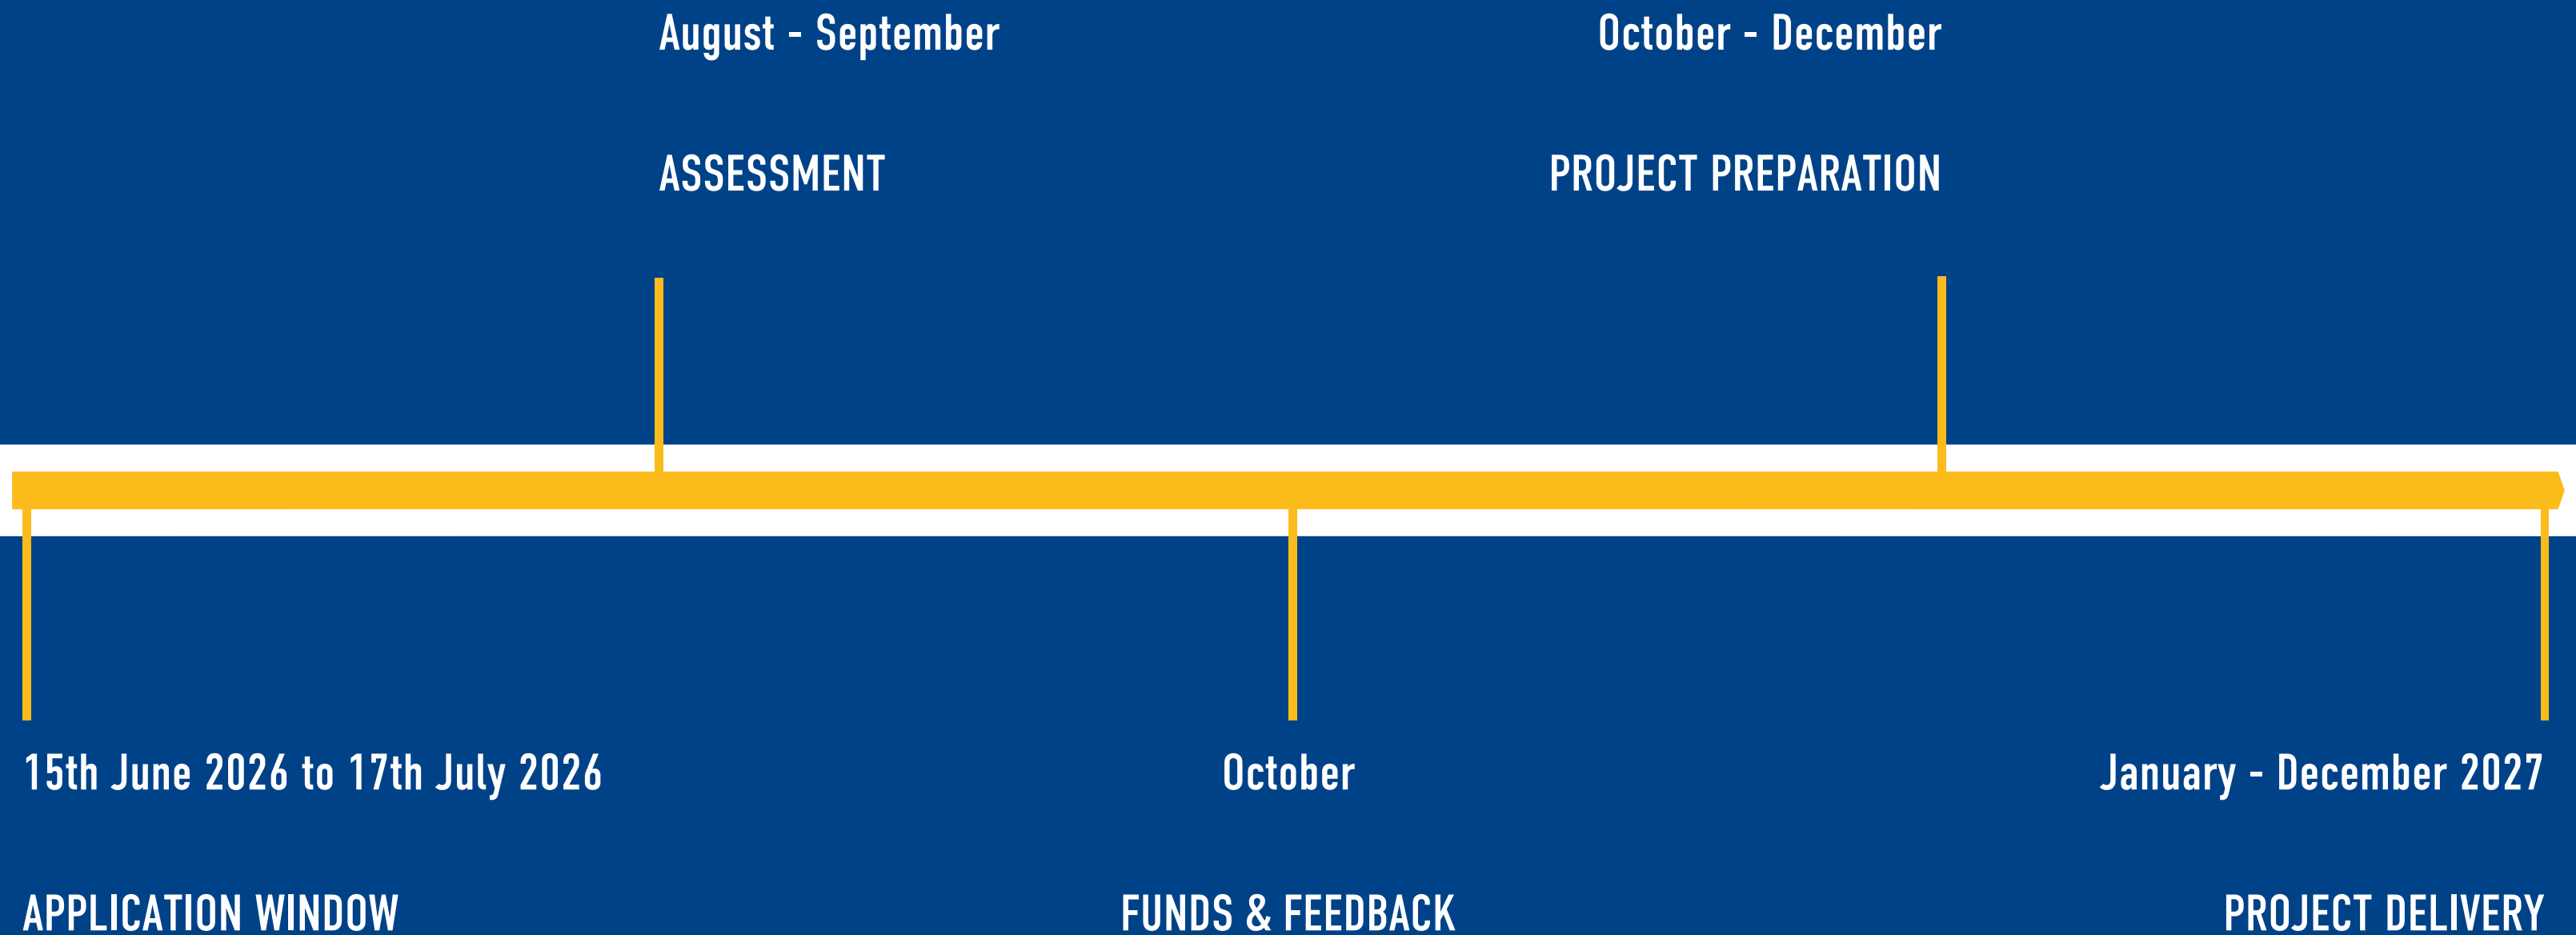 August - September
ASSESSMENT
October - December
PROJECT PREPARATION
15th June 2026 to 17th July 2026
APPLICATION WINDOW
October
FUNDS & FEEDBACK
January - December 2027
PROJECT DELIVERY